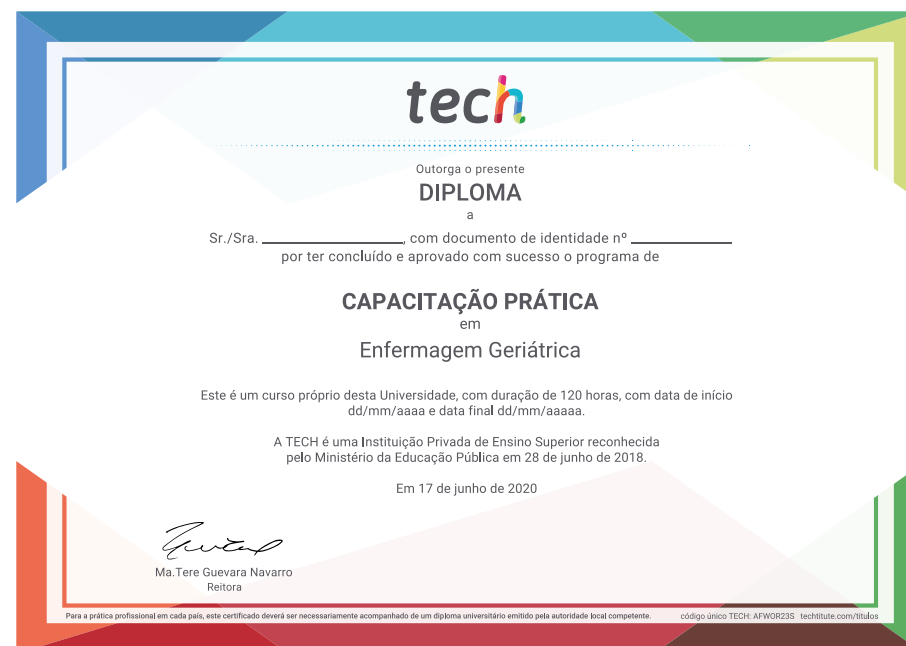 tech
Outorga o presente
DIPLOMA
a
Sr./Sra. ____________________, com documento de identidade nº ______________
por ter concluído e aprovado com sucesso o programa de
CAPACITAÇÃO PRÁTICA
em
Enfermagem Geriátrica
Este é um curso próprio desta Universidade, com duração de 120 horas, com data de início
dd/mm/aaaa e data final dd/mm/aaaaa.
A TECH é uma Instituição Privada de Ensino Superior reconhecida
pelo Ministério da Educação Pública em 28 de junho de 2018.
Em 17 de junho de 2020
Ma.Tere Guevara Navarro
Reitora
Para a prática profissional em cada país, este certificado deverá ser necessariamente acompanhado de um diploma universitário emitido pela autoridade local competente. código único TECH: AFWOR23S techtitute.com/titulos